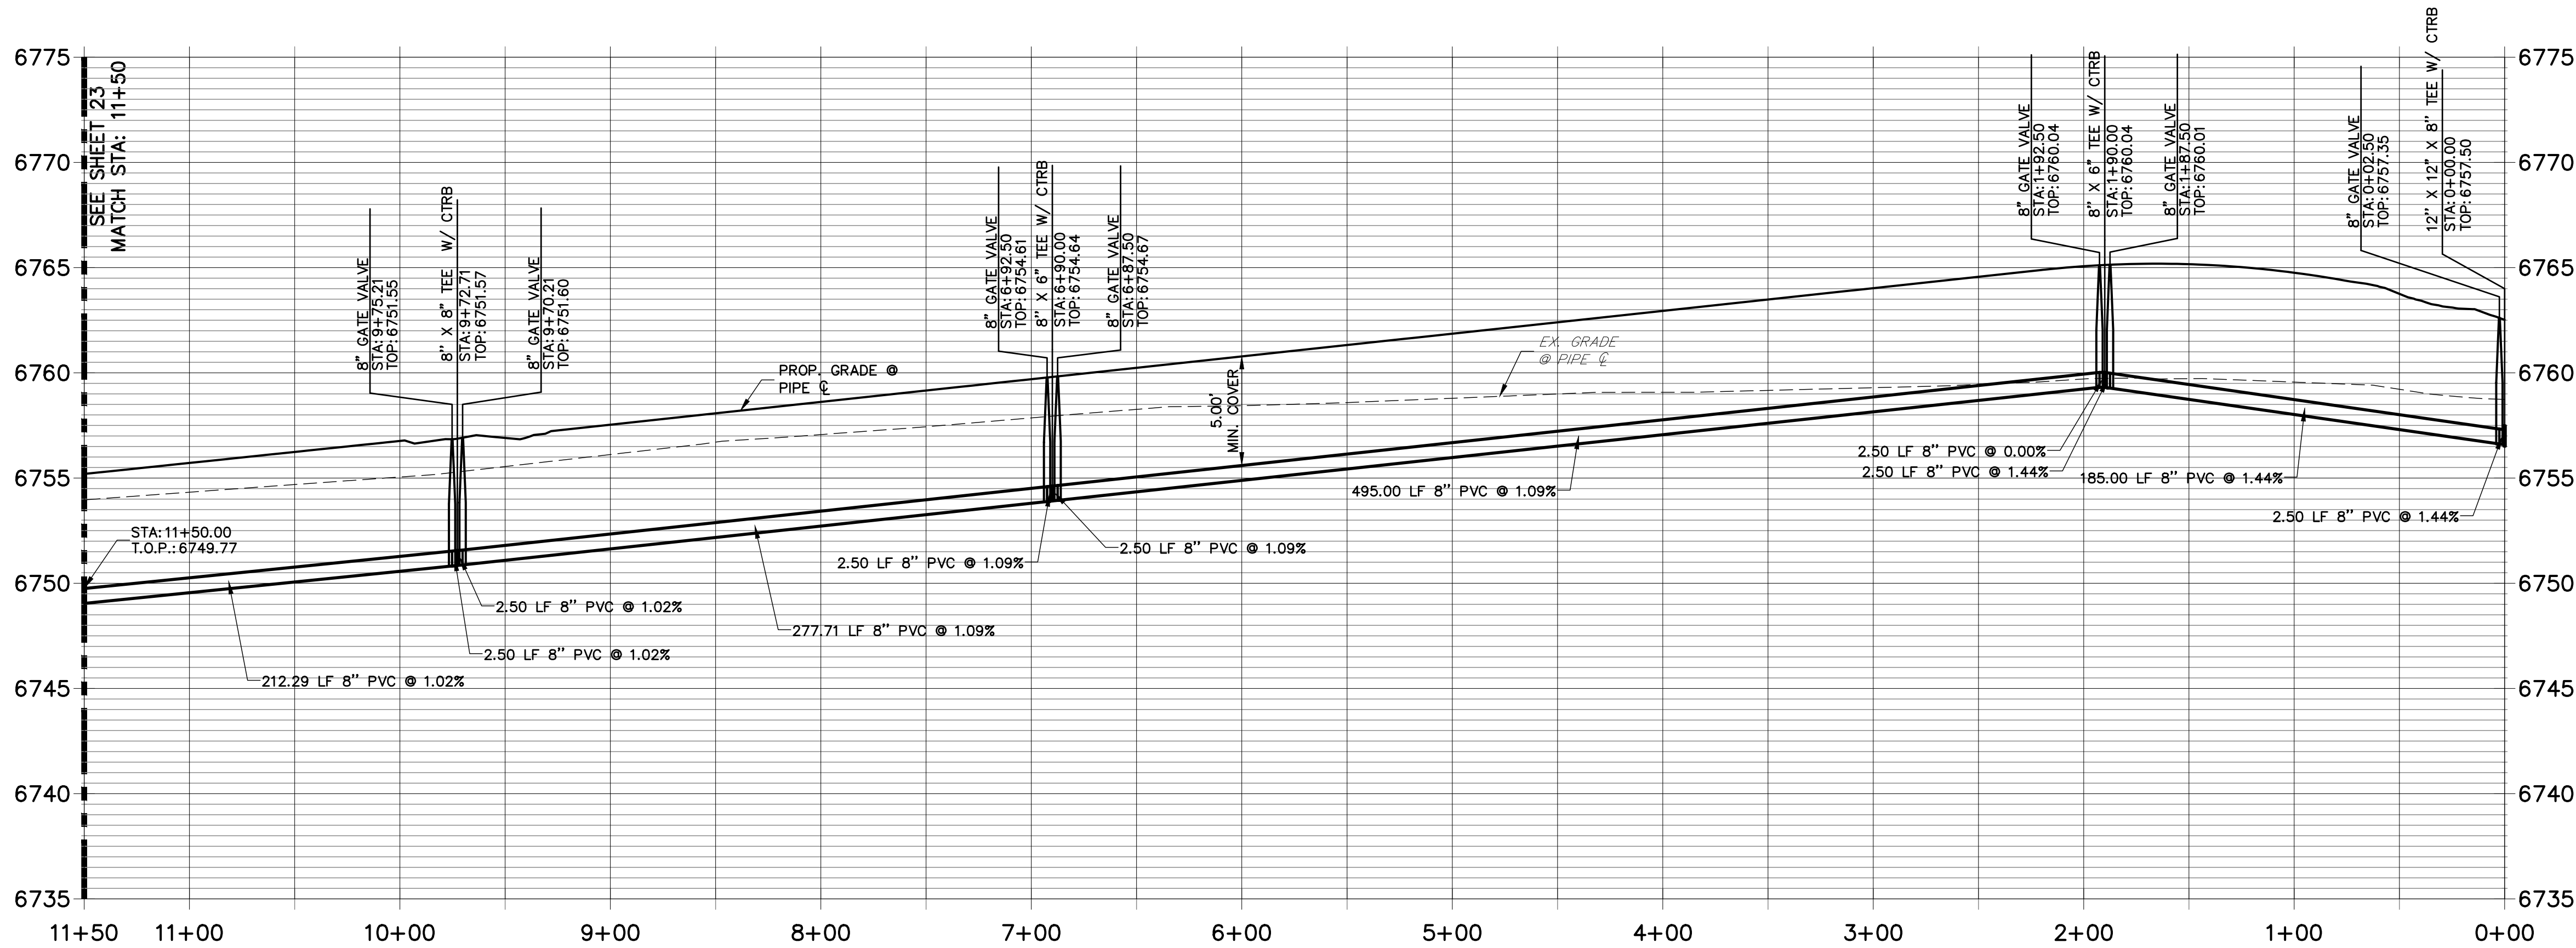 6775
6770
6765
6760
6755
6750
6745
6740
6735
SEE SHEET 23
MATCH STA: 11+50
8" GATE VALVE
STA:9+75.21
TOP:6751.55
8" X 8" TEE W/ CTRB
STA:9+72.71
TOP:6751.57
8" GATE VALVE
STA:9+70.21
TOP:6751.60
8" GATE VALVE
STA:6+92.50
TOP:6754.61
8" X 6" TEE W/ CTRB
STA:6+90.00
TOP:6754.64
8" GATE VALVE
STA:6+87.50
TOP:6754.67
8" GATE VALVE
STA:1+92.50
TOP:6760.04
8" X 6" TEE W/ CTRB
STA:1+90.00
TOP:6760.04
8" GATE VALVE
STA:1+87.50
TOP:6760.01
8" GATE VALVE
STA:0+02.50
TOP:6757.35
12" X 12" X 8" TEE W/ CTRB
STA:0+00.00
TOP:6757.50
PROP. GRADE @
PIPE ℄
5.00'
MIN. COVER
EX. GRADE
@ PIPE ℄
STA:11+50.00
T.O.P.:6749.77
212.29 LF 8" PVC @ 1.02%
2.50 LF 8" PVC @ 1.02%
2.50 LF 8" PVC @ 1.02%
277.71 LF 8" PVC @ 1.09%
2.50 LF 8" PVC @ 1.09%
2.50 LF 8" PVC @ 1.09%
495.00 LF 8" PVC @ 1.09%
2.50 LF 8" PVC @ 0.00%
2.50 LF 8" PVC @ 1.44%
185.00 LF 8" PVC @ 1.44%
2.50 LF 8" PVC @ 1.44%
6775
6770
6765
6760
6755
6750
6745
6740
6735
11+50 11+00 10+00 9+00 8+00 7+00 6+00 5+00 4+00 3+00 2+00 1+00 0+00